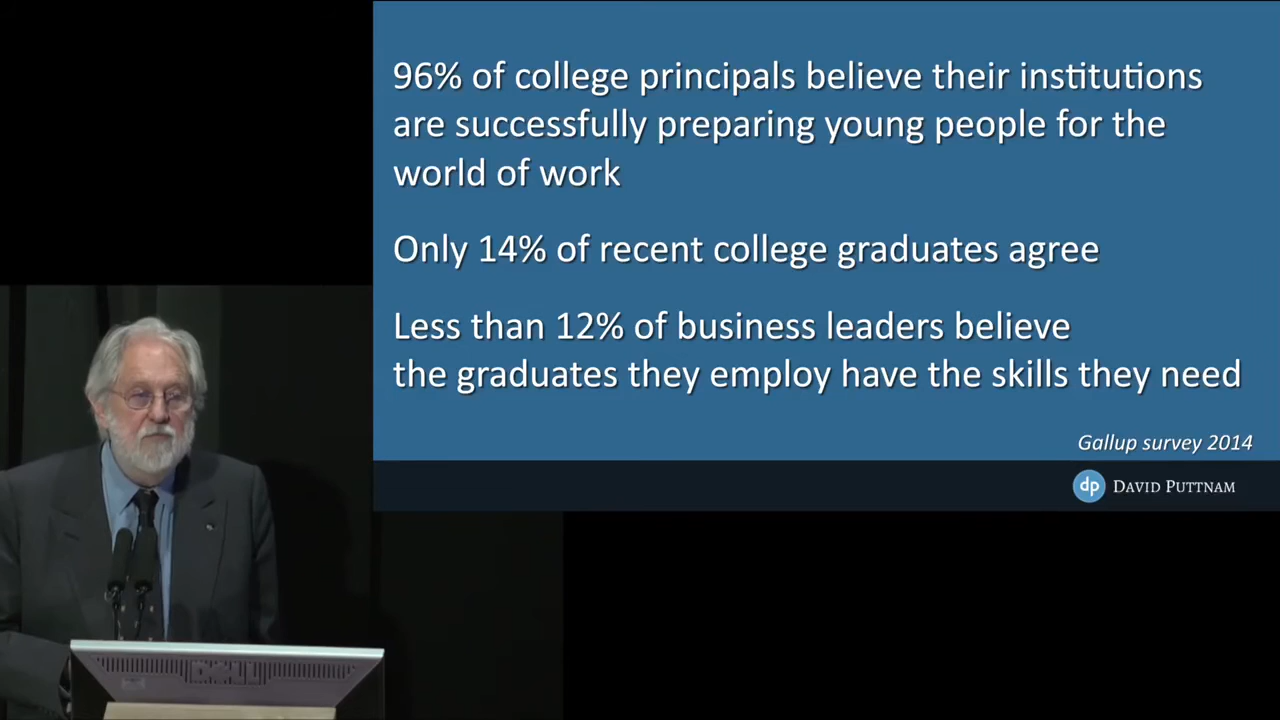 96% of college principals believe their institutions
are successfully preparing young people for the
world of work
Only 14% of recent college graduates agree
Less than 12% of business leaders believe
the graduates they employ have the skills they need
Gallup survey 2014
dp DAVID PUTTNAM
DELL